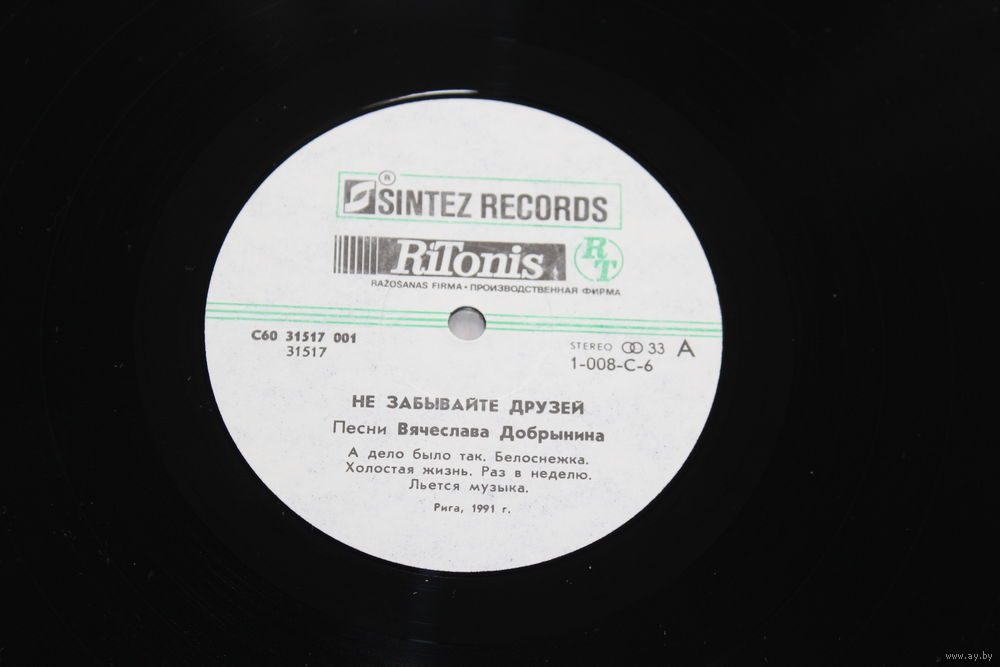 ®
SINTEZ RECORDS
RiTonis RT
RAŽOŠANAS FIRMA • ПРОИЗВОДСТВЕННАЯ ФИРМА
С60 31517 001
31517
STEREO 33 A
1-008-C-6
НЕ ЗАБЫВАЙТЕ ДРУЗЕЙ
Песни Вячеслава Добрынина
А дело было так. Белоснежка.
Холостая жизнь. Раз в неделю.
Льется музыка.
Рига, 1991 г.
www.ay.by